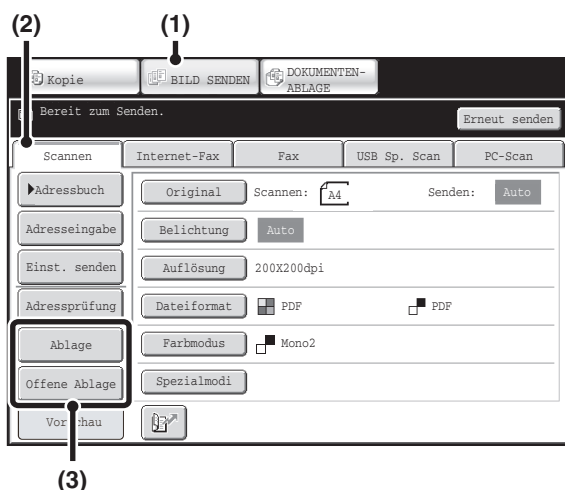 (2) (1)
Kopie BILD SENDEN DOKUMENTEN-
ABLAGE
Bereit zum Senden. Erneut senden
Scannen Internet-Fax Fax USB Sp. Scan PC-Scan
Adressbuch Original Scannen: A4 Senden: Auto
Adresseingabe Belichtung Auto
Einst. senden Auflösung 200X200dpi
Adressprüfung Dateiformat PDF PDF
Ablage Farbmodus Mono2
Offene Ablage Spezialmodi
Vorschau
(3)